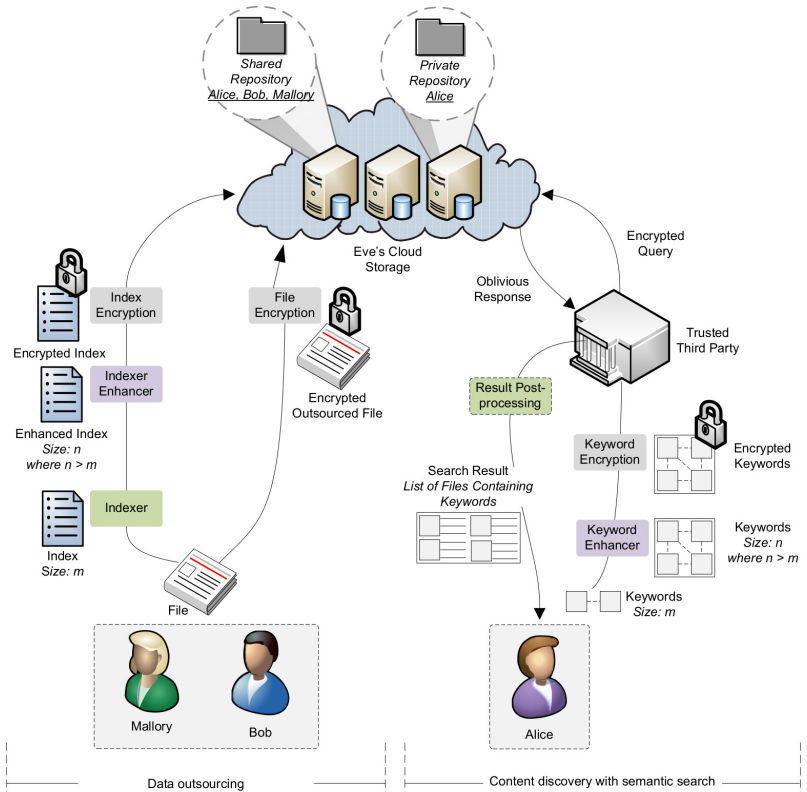 Shared
Repository
Alice, Bob, Mallory
Private
Repository
Alice
Eve's Cloud
Storage
Encrypted
Query
Oblivious
Response
Trusted
Third Party
Index
Encryption
Encrypted Index
File
Encryption
Encrypted
Outsourced File
Indexer
Enhancer
Enhanced Index
Size: n
where n > m
Indexer
Index
Size: m
File
Result Post-
processing
Search Result
List of Files Containing
Keywords
Keyword
Encryption
Encrypted
Keywords
Keyword
Enhancer
Keywords
Size: n
where n > m
Keywords
Size: m
Mallory
Bob
Alice
Data outsourcing
Content discovery with semantic search